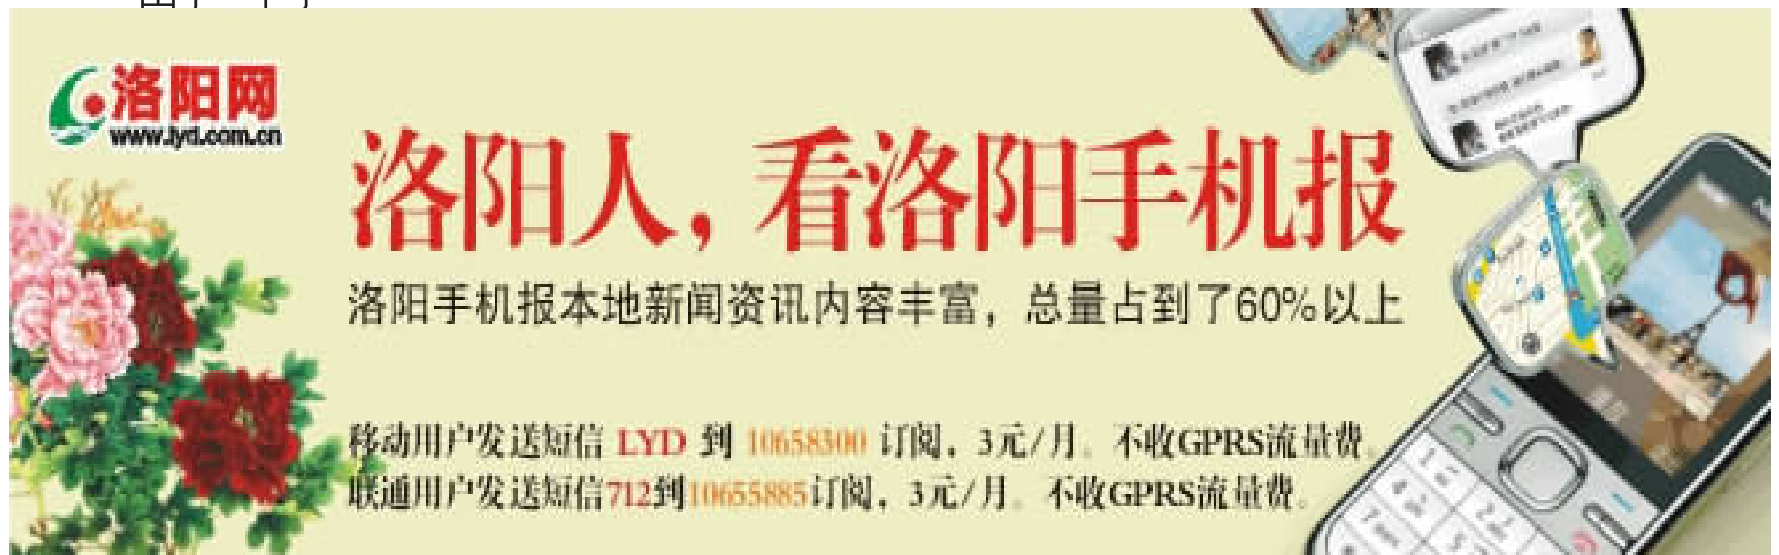 洛阳网
www.lyd.com.cn
洛阳人，看洛阳手机报
洛阳手机报本地新闻资讯内容丰富，总量占到了60%以上
移动用户发送短信 LYD 到 10658300 订阅，3元/月。不收GPRS流量费。
联通用户发送短信712到10655885订阅，3元/月。不收GPRS流量费。